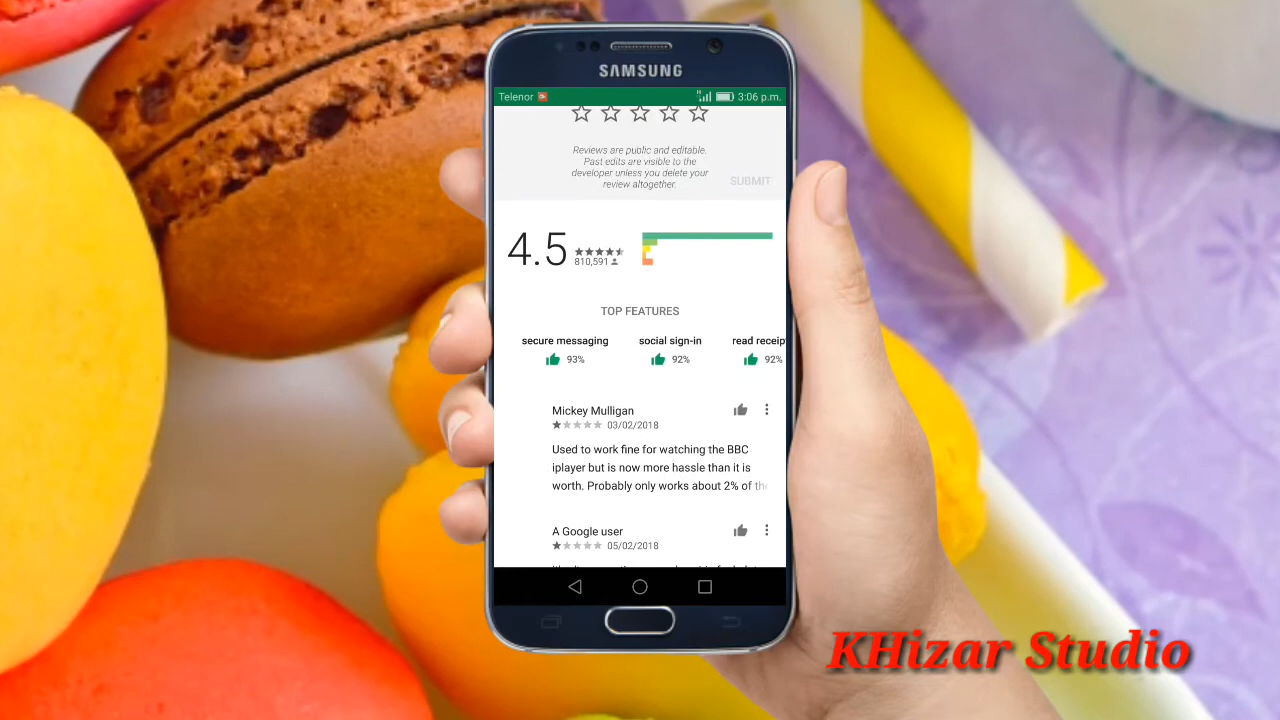 SAMSUNG
Telenor
H
3:06 p.m.
Reviews are public and editable.
Past edits are visible to the
developer unless you delete your
review altogether.
SUBMIT
4.5
810,591
TOP FEATURES
secure messaging
social sign-in
read receip
93%
92%
92%
Mickey Mulligan
03/02/2018
Used to work fine for watching the BBC
iplayer but is now more hassle than it is
worth. Probably only works about 2% of the
A Google user
05/02/2018
KHizar Studio